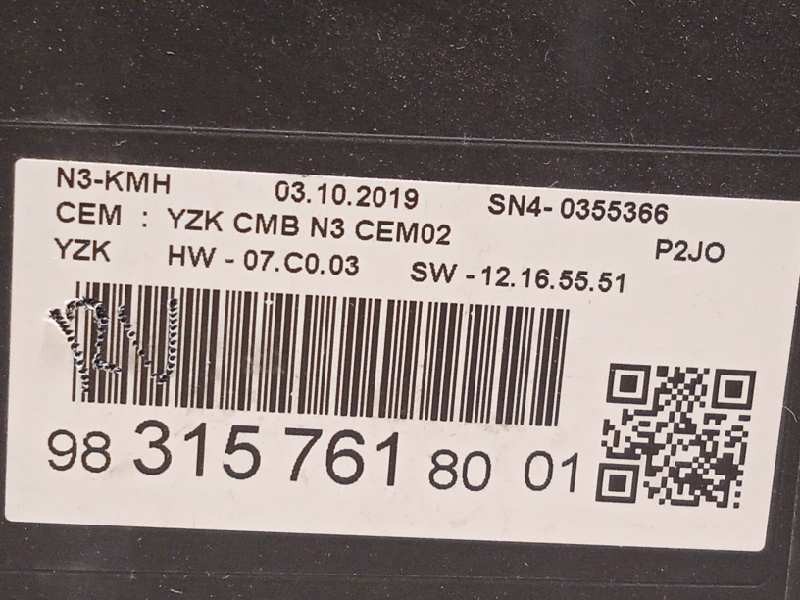 N3-KMH 03.10.2019 SN4- 0355366
CEM : YZK CMB N3 CEM02 P2JO
YZK HW - 07.C0.03 SW -12.16.55.51
98 315 761 80 01